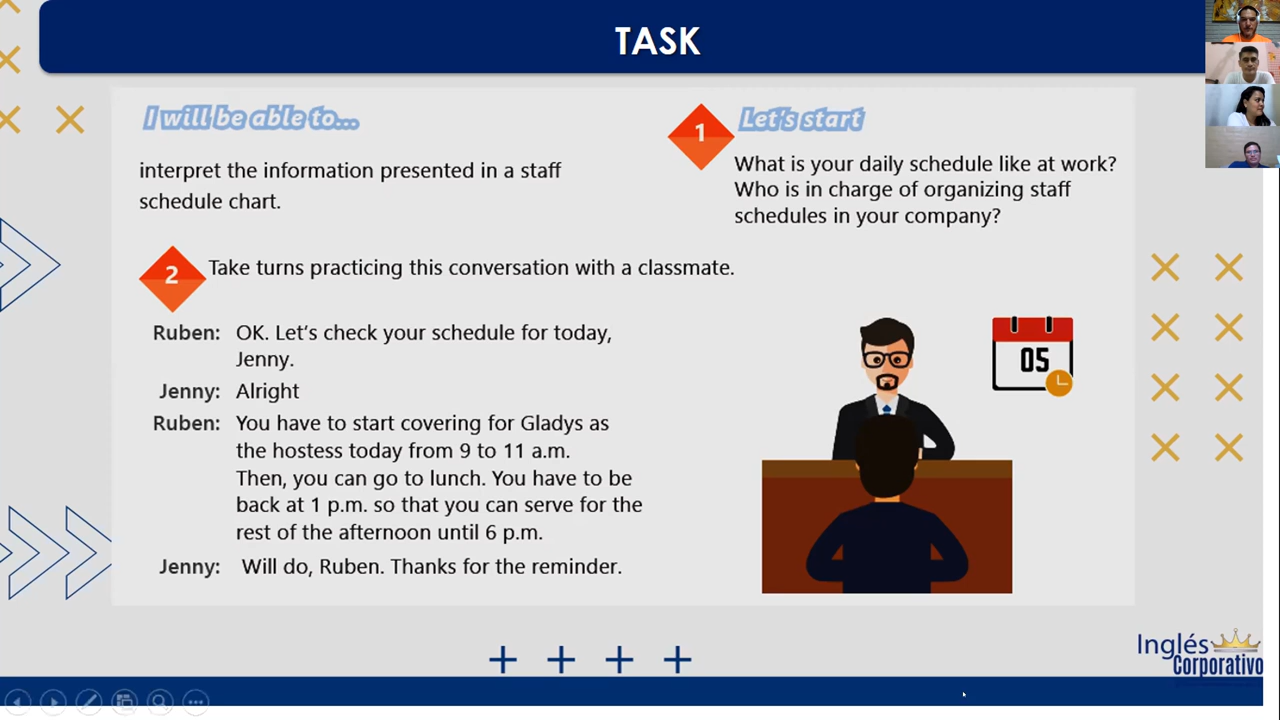 TASK
I will be able to...
interpret the information presented in a staff
schedule chart.
1
Let's start
What is your daily schedule like at work?
Who is in charge of organizing staff
schedules in your company?
2
Take turns practicing this conversation with a classmate.
Ruben: OK. Let's check your schedule for today,
Jenny.
Jenny: Alright
Ruben: You have to start covering for Gladys as
the hostess today from 9 to 11 a.m.
Then, you can go to lunch. You have to be
back at 1 p.m. so that you can serve for the
rest of the afternoon until 6 p.m.
Jenny: Will do, Ruben. Thanks for the reminder.
05
Inglés
Corporativo